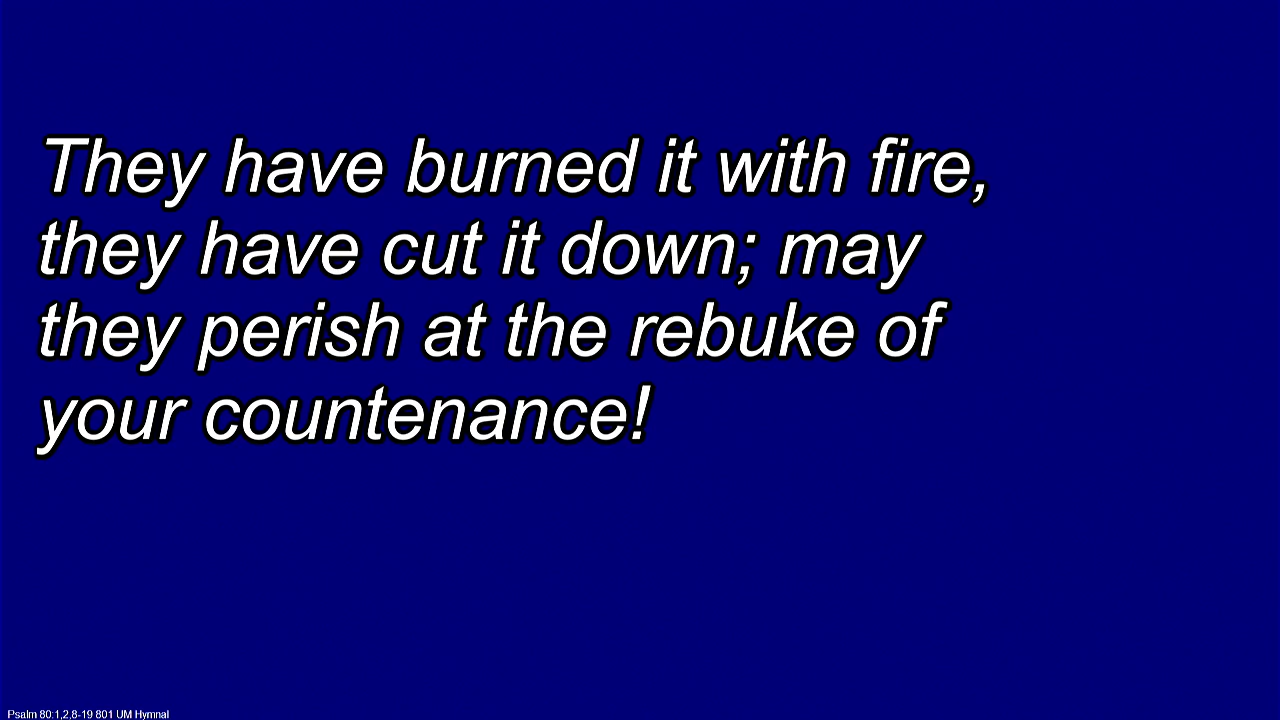 They have burned it with fire,
they have cut it down; may
they perish at the rebuke of
your countenance!
Psalm 80:1,2,8-19 801 UM Hymnal